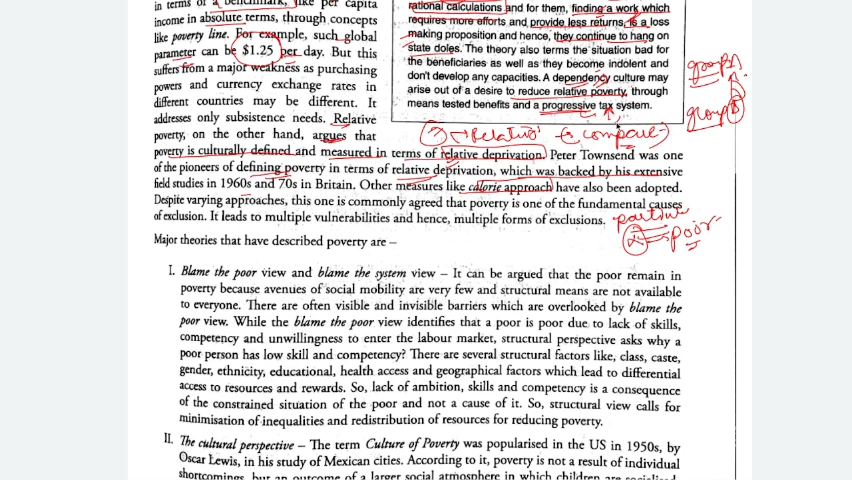 in terms of a benchmark, like per capita
income in absolute terms, through concepts
like poverty line. For example, such global
parameter can be $1.25 per day. But this
suffers from a major weakness as purchasing
powers and currency exchange rates in
different countries may be different. It
addresses only subsistence needs. Relative
poverty, on the other hand, argues that
rational calculations and for them, finding a work which
requires more efforts and provide less returns, is a loss
making proposition and hence, they continue to hang on
state doles. The theory also terms the situation bad for
the beneficiaries as well as they become indolent and
don't develop any capacities. A dependency culture may
arise out of a desire to reduce relative poverty, through
means tested benefits and a progressive tax system.
group A
group B
Relative
compare
poverty is culturally defined and measured in terms of relative deprivation. Peter Townsend was one
of the pioneers of defining poverty in terms of relative deprivation, which was backed by his extensive
field studies in 1960s and 70s in Britain. Other measures like calorie approach have also been adopted.
Despite varying approaches, this one is commonly agreed that poverty is one of the fundamental causes
of exclusion. It leads to multiple vulnerabilities and hence, multiple forms of exclusions.
poor
Major theories that have described poverty are –
I. Blame the poor view and blame the system view – It can be argued that the poor remain in
poverty because avenues of social mobility are very few and structural means are not available
to everyone. There are often visible and invisible barriers which are overlooked by blame the
poor view. While the blame the poor view identifies that a poor is poor due to lack of skills,
competency and unwillingness to enter the labour market, structural perspective asks why a
poor person has low skill and competency? There are several structural factors like, class, caste,
gender, ethnicity, educational, health access and geographical factors which lead to differential
access to resources and rewards. So, lack of ambition, skills and competency is a consequence
of the constrained situation of the poor and not a cause of it. So, structural view calls for
minimisation of inequalities and redistribution of resources for reducing poverty.
II. The cultural perspective – The term Culture of Poverty was popularised in the US in 1950s, by
Oscar Lewis, in his study of Mexican cities. According to it, poverty is not a result of individual
shortcomings, but an outcome of a larger social atmosphere in which children are socialised